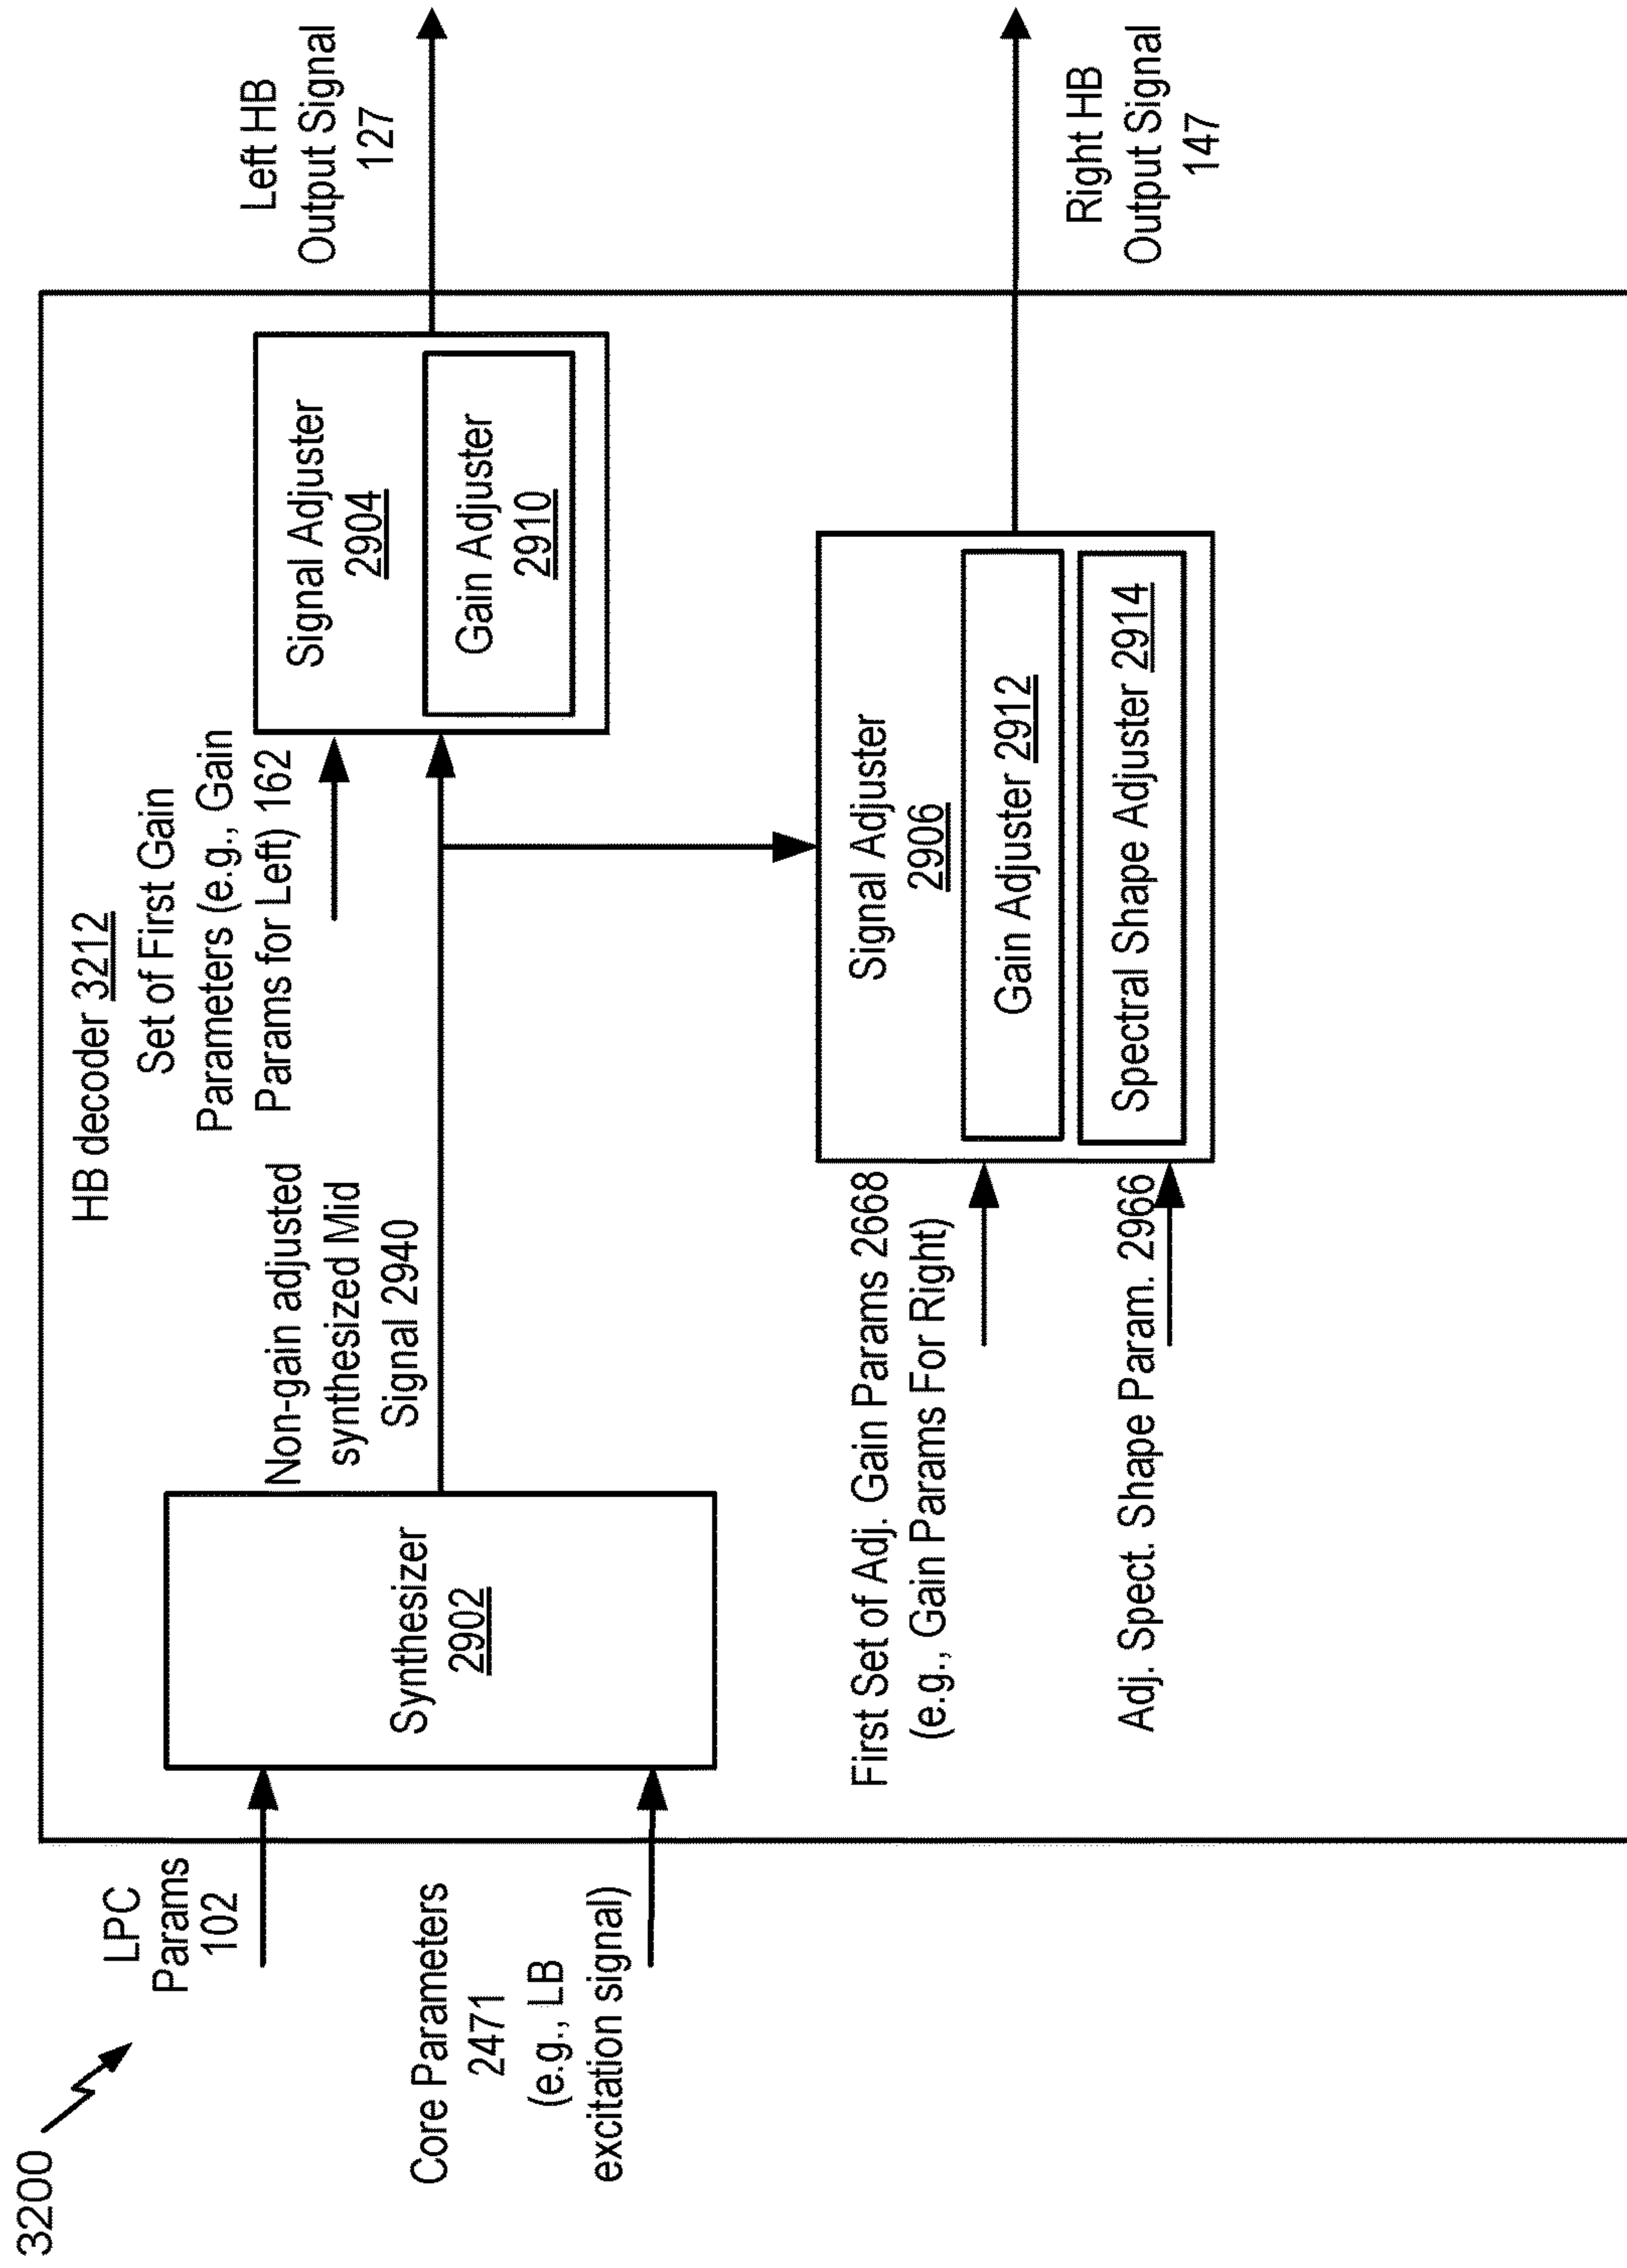 3200
LPC
Params
102
Core Parameters
2471
(e.g., LB
excitation signal)
HB decoder 3212
Synthesizer
2902
Non-gain adjusted
synthesized Mid
Signal 2940
Set of First Gain
Parameters (e.g., Gain
Params for Left) 162
Signal Adjuster
2904
Gain Adjuster
2910
Left HB
Output Signal
127
First Set of Adj. Gain Params 2668
(e.g., Gain Params For Right)
Adj. Spect. Shape Param. 2966
Signal Adjuster
2906
Gain Adjuster 2912
Spectral Shape Adjuster 2914
Right HB
Output Signal
147